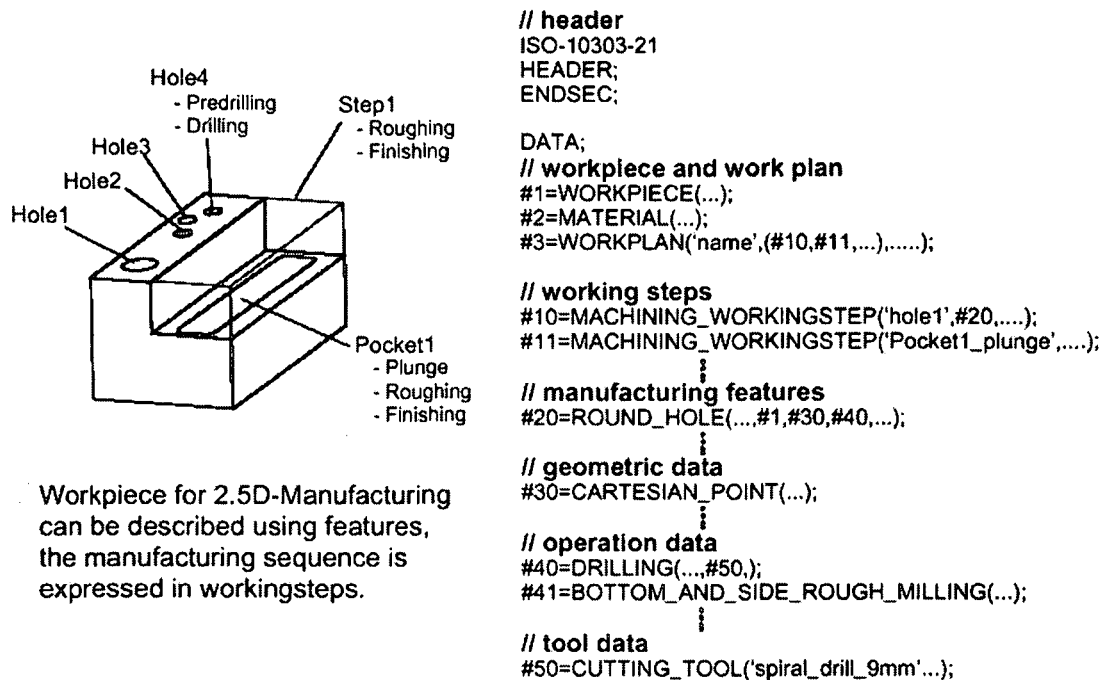 Hole4
- Predrilling
- Drilling
Step1
- Roughing
- Finishing
Hole3
Hole2
Hole1
Pocket1
- Plunge
- Roughing
- Finishing
Workpiece for 2.5D-Manufacturing
can be described using features,
the manufacturing sequence is
expressed in workingsteps.
// header
ISO-10303-21
HEADER;
ENDSEC;
DATA;
// workpiece and work plan
#1=WORKPIECE(...);
#2=MATERIAL(...);
#3=WORKPLAN('name',(#10,#11,...),.....);
// working steps
#10=MACHINING_WORKINGSTEP('hole1',#20,....);
#11=MACHINING_WORKINGSTEP('Pocket1_plunge',....);
// manufacturing features
#20=ROUND_HOLE(...,#1,#30,#40,...);
// geometric data
#30=CARTESIAN_POINT(...);
// operation data
#40=DRILLING(...,#50,);
#41=BOTTOM_AND_SIDE_ROUGH_MILLING(...);
// tool data
#50=CUTTING_TOOL('spiral_drill_9mm'...);